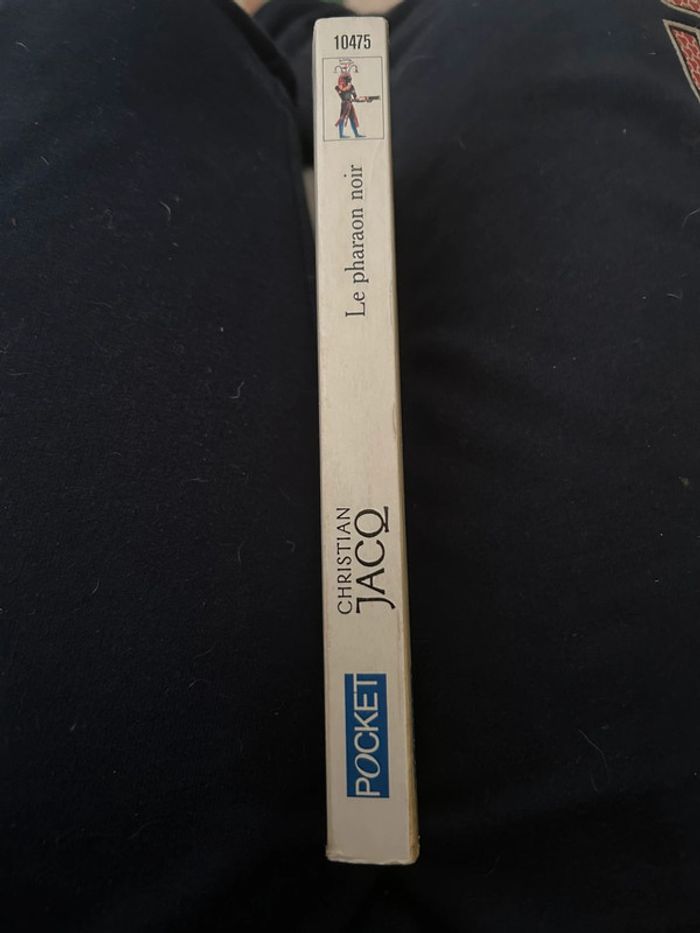 10475
Le pharaon noir
CHRISTIAN
JACQ
POCKET